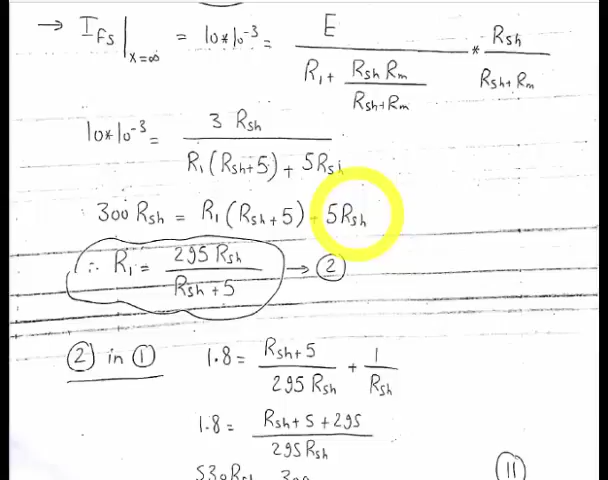 → I_FS |_{x=∞} = 10*10^-3 = E / (R1 + (Rsh Rm / (Rsh+Rm))) * Rsh / (Rsh+Rm)
10*10^-3 = 3 Rsh / (R1(Rsh+5) + 5Rsh)
300 Rsh = R1(Rsh+5) + 5Rsh
∴ R1 = 295 Rsh / (Rsh+5) → ②
② in ① 1.8 = (Rsh+5) / (295 Rsh) + 1 / Rsh
1.8 = (Rsh+5+295) / (295 Rsh)
⑪